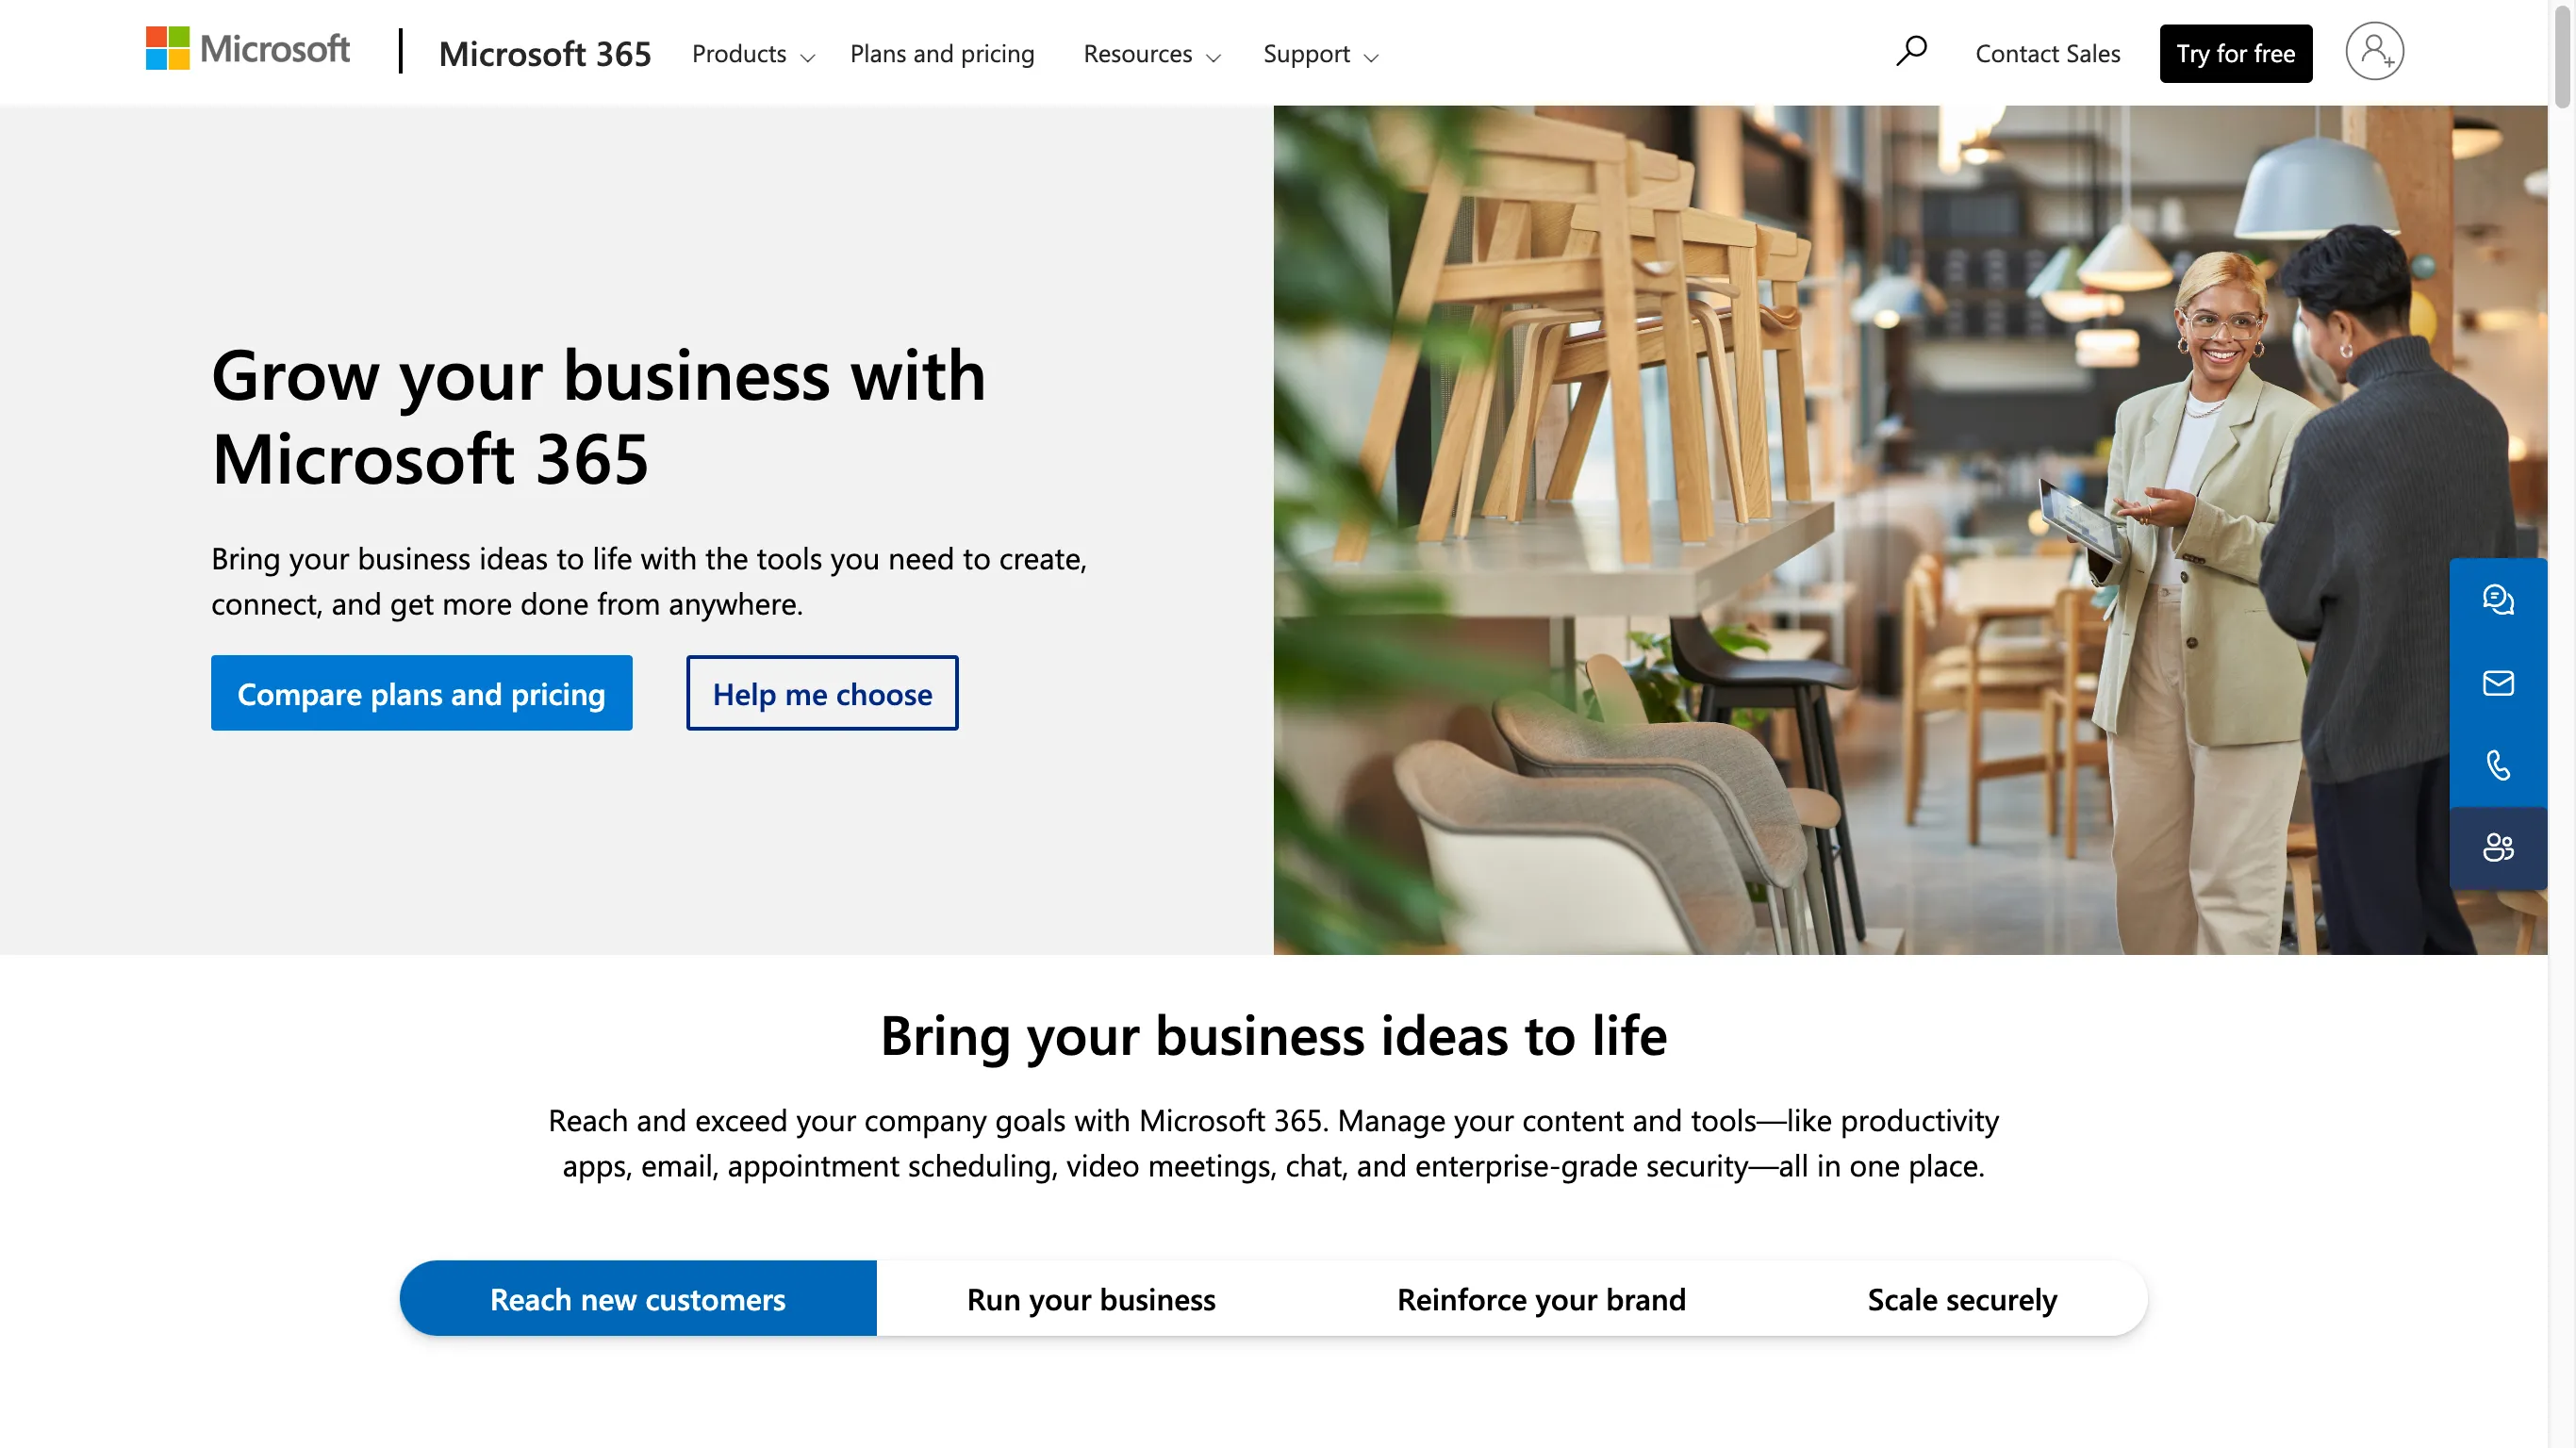 Microsoft
Microsoft 365
Products
Plans and pricing
Resources
Support
Contact Sales
Try for free
Grow your business with
Microsoft 365
Bring your business ideas to life with the tools you need to create,
connect, and get more done from anywhere.
Compare plans and pricing
Help me choose
Bring your business ideas to life
Reach and exceed your company goals with Microsoft 365. Manage your content and tools—like productivity
apps, email, appointment scheduling, video meetings, chat, and enterprise-grade security—all in one place.
Reach new customers
Run your business
Reinforce your brand
Scale securely